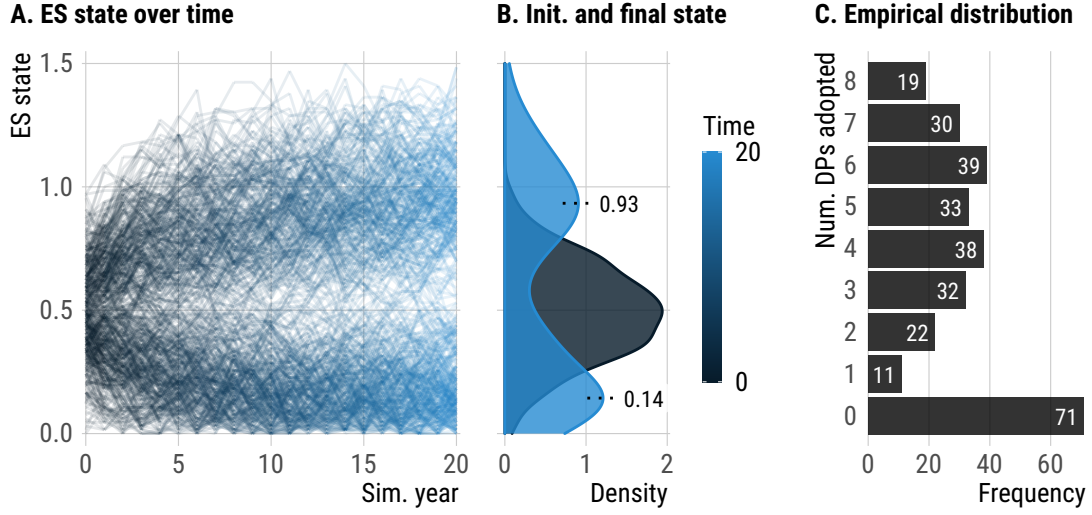 A. ES state over time
ES state
1.5
1.0
0.5
0.0
0 5 10 15 20
Sim. year
B. Init. and final state
0.93
0.14
0 1 2
Density
Time
20
0
C. Empirical distribution
Num. DPs adopted
8 19
7 30
6 39
5 33
4 38
3 32
2 22
1 11
0 71
0 20 40 60
Frequency